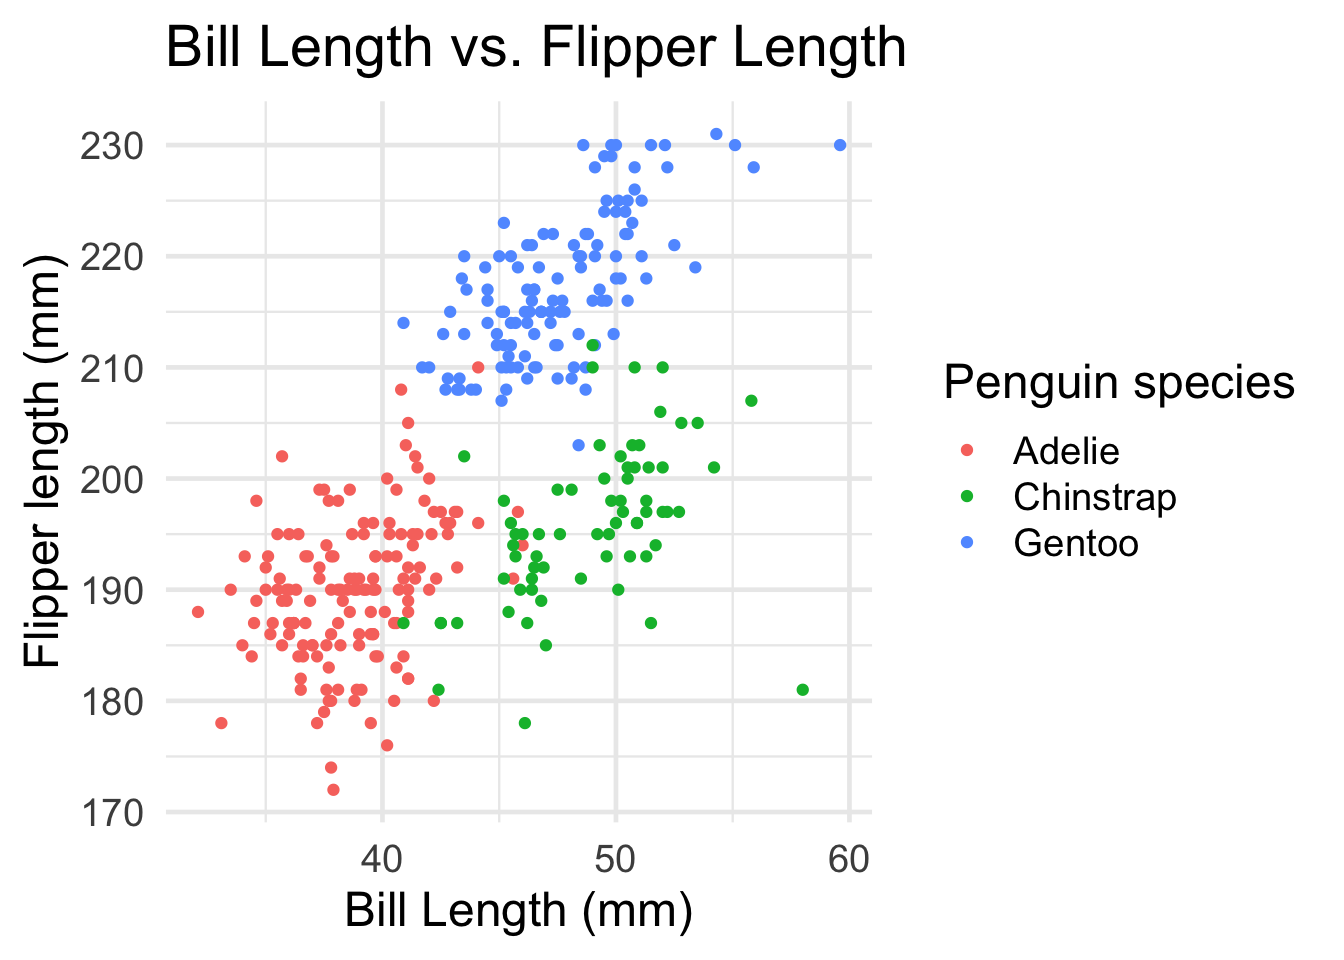 Bill Length vs. Flipper Length
230
220
210
200
190
180
170
Flipper length (mm)
40 50 60
Bill Length (mm)
Penguin species
Adelie
Chinstrap
Gentoo